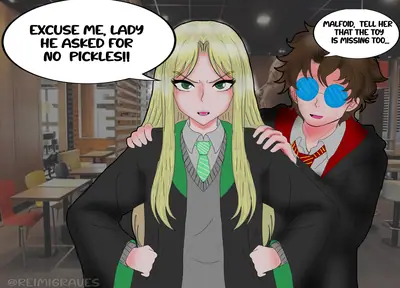 EXCUSE ME, LADY
HE ASKED FOR
NO PICKLES!!
MALFOID, TELL HER
THAT THE TOY
IS MISSING TOO...
@REIMIGRAVES